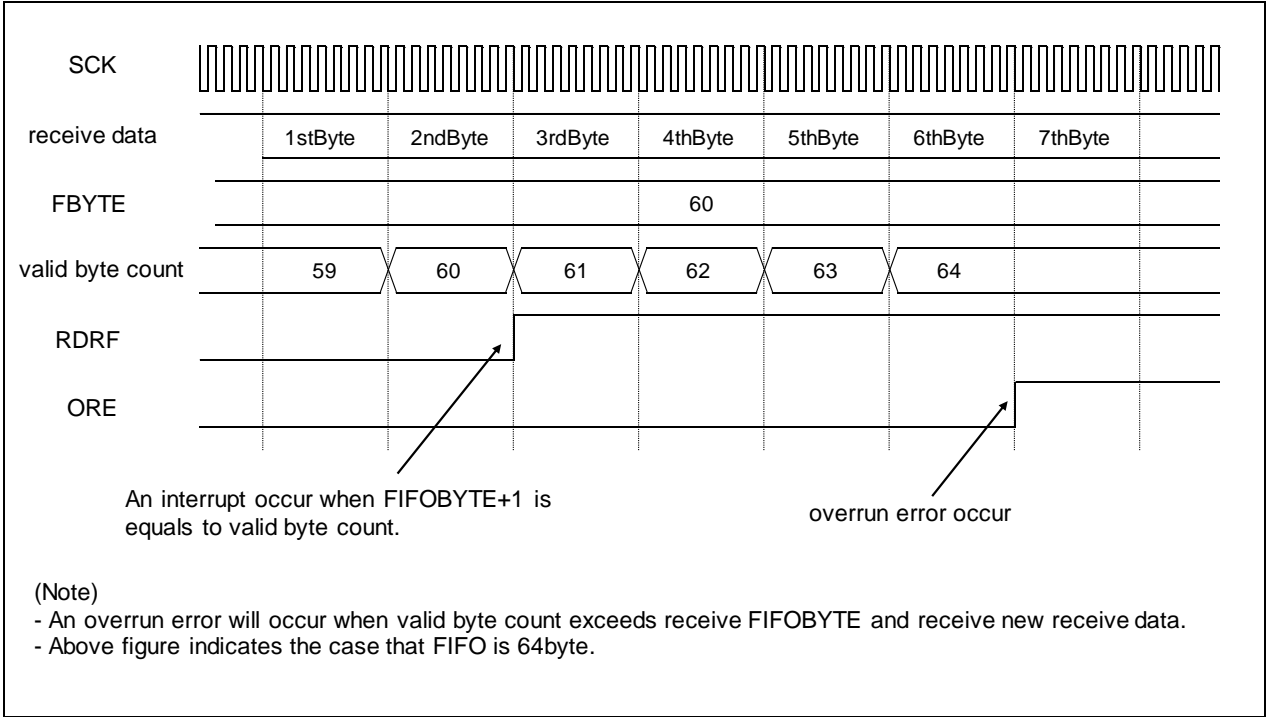 SCK
receive data 1stByte 2ndByte 3rdByte 4thByte 5thByte 6thByte 7thByte
FBYTE 60
valid byte count 59 60 61 62 63 64
RDRF
ORE
An interrupt occur when FIFOBYTE+1 is
equals to valid byte count.
overrun error occur
(Note)
- An overrun error will occur when valid byte count exceeds receive FIFOBYTE and receive new receive data.
- Above figure indicates the case that FIFO is 64byte.